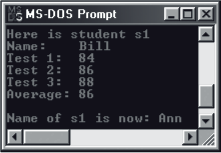 MS-DOS Prompt
Here is student s1
Name:    Bill
Test 1:  84
Test 2:  86
Test 3:  88
Average: 86
Name of s1 is now: Ann